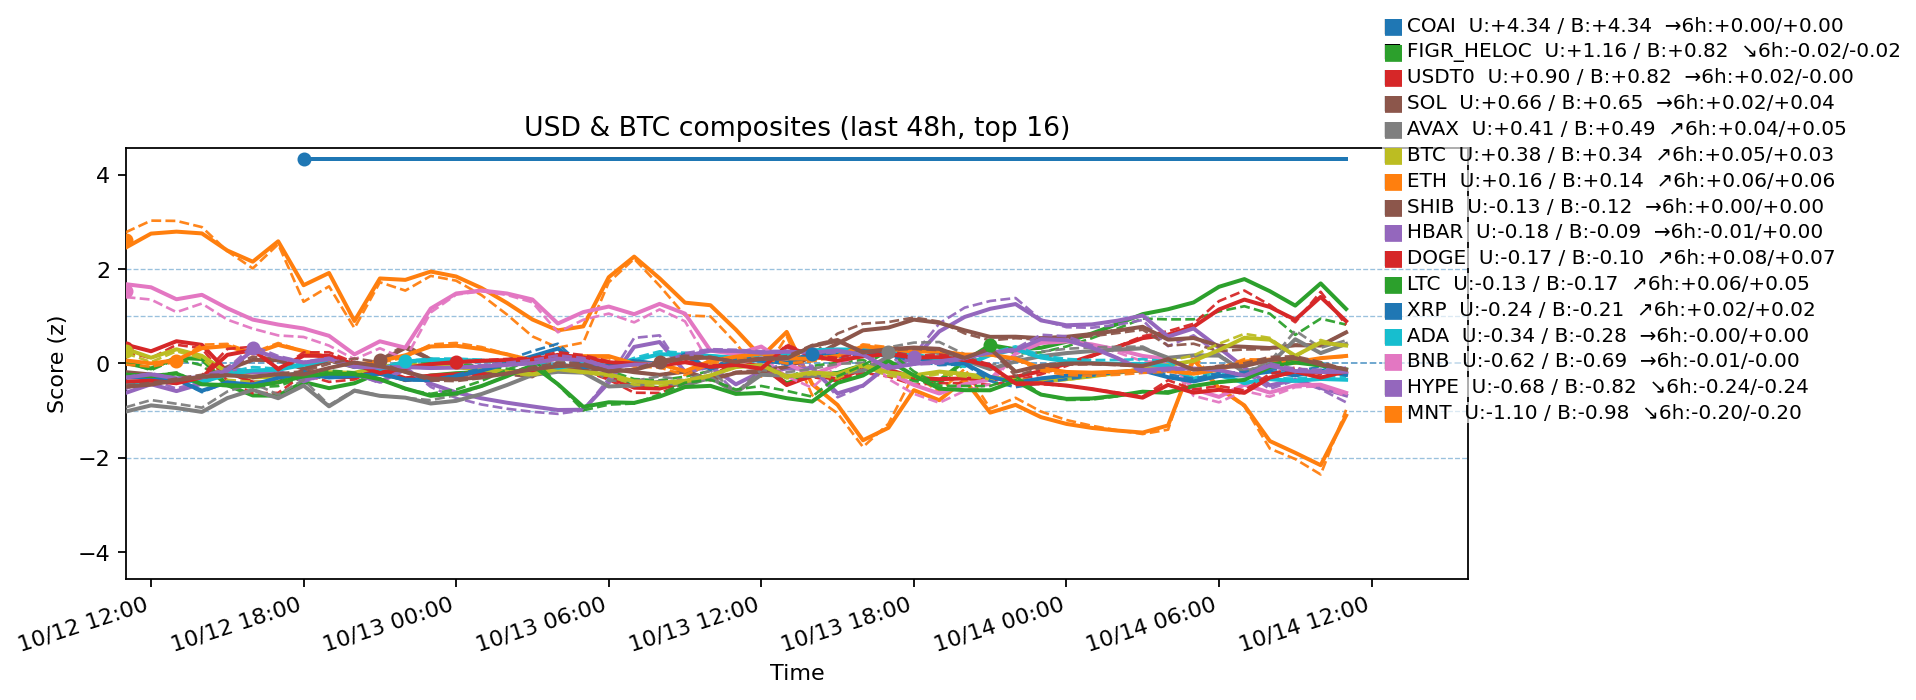 COAI  U:+4.34 / B:+4.34  →6h:+0.00/+0.00
FIGR_HELOC  U:+1.16 / B:+0.82  ↘6h:-0.02/-0.02
USDT0  U:+0.90 / B:+0.82  →6h:+0.02/-0.00
SOL  U:+0.66 / B:+0.65  →6h:+0.02/+0.04
AVAX  U:+0.41 / B:+0.49  ↗6h:+0.04/+0.05
BTC  U:+0.38 / B:+0.34  ↗6h:+0.05/+0.03
ETH  U:+0.16 / B:+0.14  ↗6h:+0.06/+0.06
SHIB  U:-0.13 / B:-0.12  →6h:+0.00/+0.00
HBAR  U:-0.18 / B:-0.09  →6h:-0.01/+0.00
DOGE  U:-0.17 / B:-0.10  ↗6h:+0.08/+0.07
LTC  U:-0.13 / B:-0.17  ↗6h:+0.06/+0.05
XRP  U:-0.24 / B:-0.21  ↗6h:+0.02/+0.02
ADA  U:-0.34 / B:-0.28  →6h:-0.00/+0.00
BNB  U:-0.62 / B:-0.69  →6h:-0.01/-0.00
HYPE  U:-0.68 / B:-0.82  ↘6h:-0.24/-0.24
MNT  U:-1.10 / B:-0.98  ↘6h:-0.20/-0.20
USD & BTC composites (last 48h, top 16)
Score (z)
4
2
0
−2
−4
10/12 12:00
10/12 18:00
10/13 00:00
10/13 06:00
10/13 12:00
10/13 18:00
10/14 00:00
10/14 06:00
10/14 12:00
Time